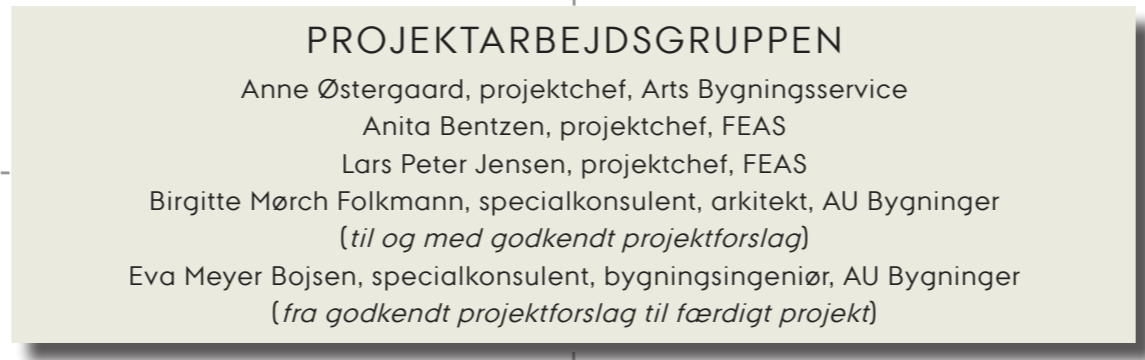 PROJEKTARBEJDSGRUPPEN
Anne Østergaard, projektchef, Arts Bygningsservice
Anita Bentzen, projektchef, FEAS
Lars Peter Jensen, projektchef, FEAS
Birgitte Mørch Folkmann, specialkonsulent, arkitekt, AU Bygninger
(til og med godkendt projektforslag)
Eva Meyer Bojsen, specialkonsulent, bygningsingeniør, AU Bygninger
(fra godkendt projektforslag til færdigt projekt)